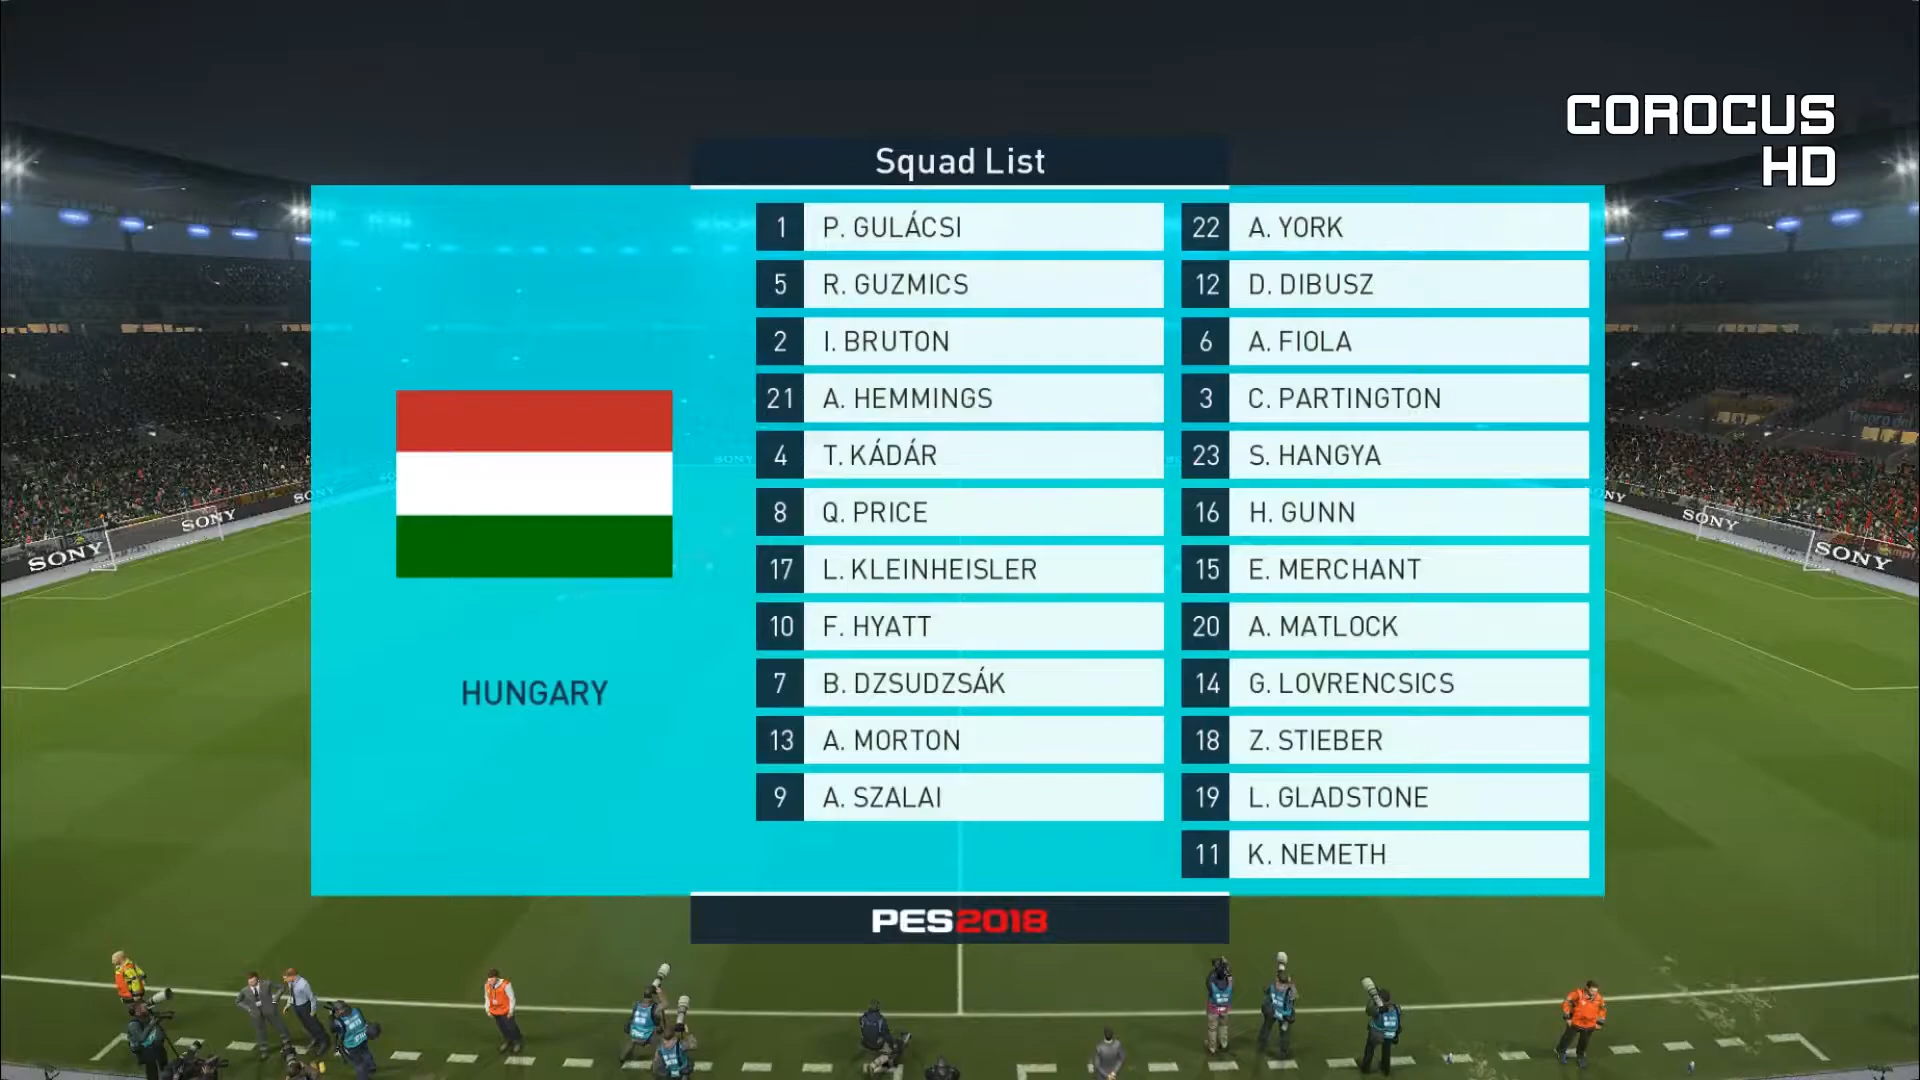 COROCUS
HD
Squad List
1 P. GULÁCSI
5 R. GUZMICS
2 I. BRUTON
21 A. HEMMINGS
4 T. KÁDÁR
8 Q. PRICE
17 L. KLEINHEISLER
10 F. HYATT
7 B. DZSUDZSÁK
13 A. MORTON
9 A. SZALAI
22 A. YORK
12 D. DIBUSZ
6 A. FIOLA
3 C. PARTINGTON
23 S. HANGYA
16 H. GUNN
15 E. MERCHANT
20 A. MATLOCK
14 G. LOVRENCSICS
18 Z. STIEBER
19 L. GLADSTONE
11 K. NEMETH
HUNGARY
PES2018
SONY
SONY
SONY
SONY
SONY
SONY